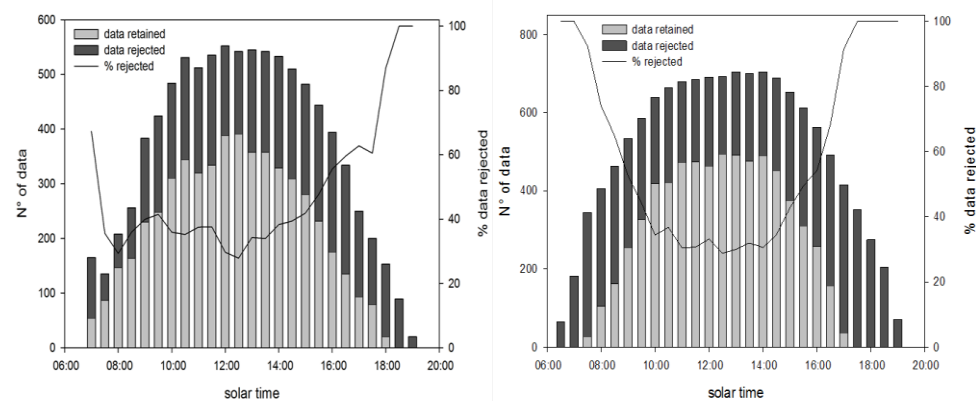 600
500
400
300
200
100
0
N° of data
data retained
data rejected
% rejected
100
80
60
40
20
0
% data rejected
06:00 08:00 10:00 12:00 14:00 16:00 18:00 20:00
solar time
800
600
400
200
0
N° of data
data retained
data rejected
% rejected
100
80
60
40
20
0
% data rejected
06:00 08:00 10:00 12:00 14:00 16:00 18:00 20:00
solar time